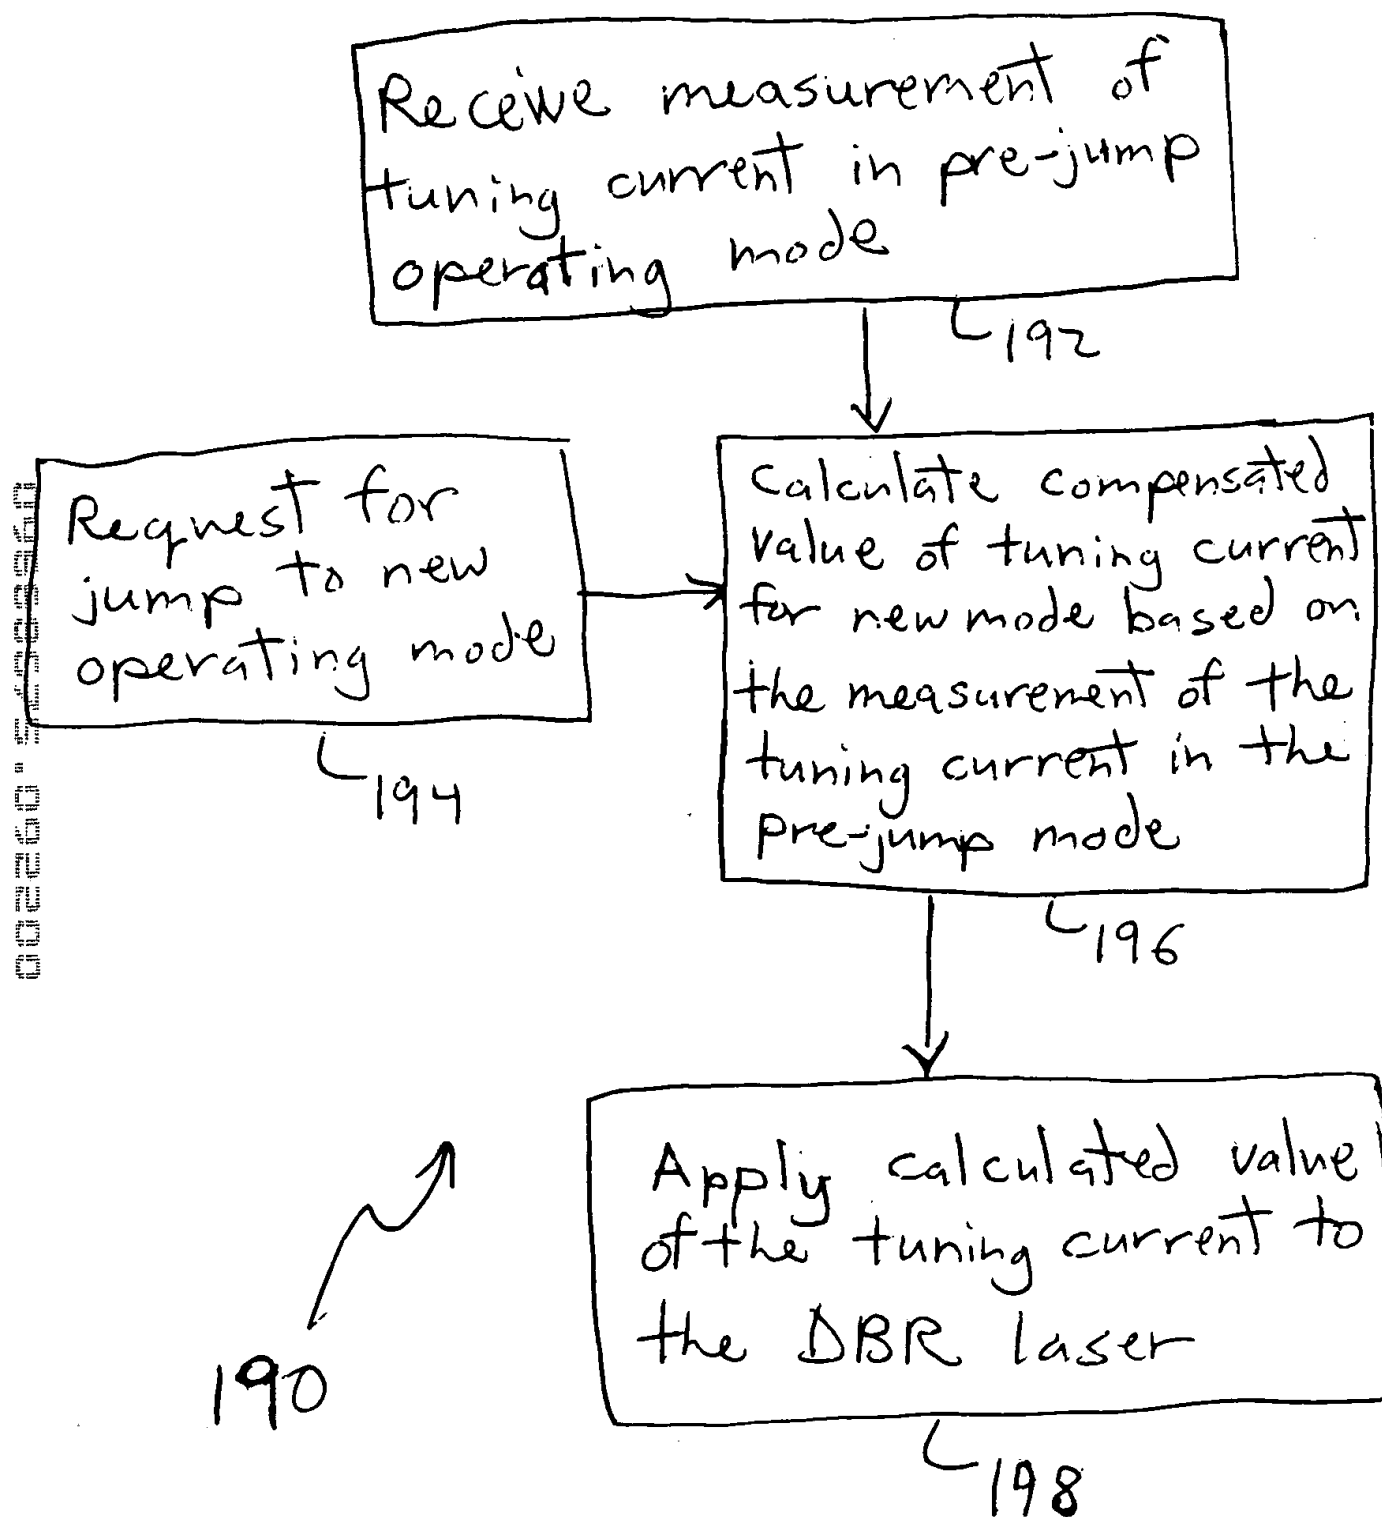 Receive measurement of
tuning current in pre-jump
operating mode
192
Request for
jump to new
operating mode
194
Calculate compensated
value of tuning current
for new mode based on
the measurement of the
tuning current in the
pre-jump mode
196
Apply calculated value
of the tuning current to
the DBR laser
198
190